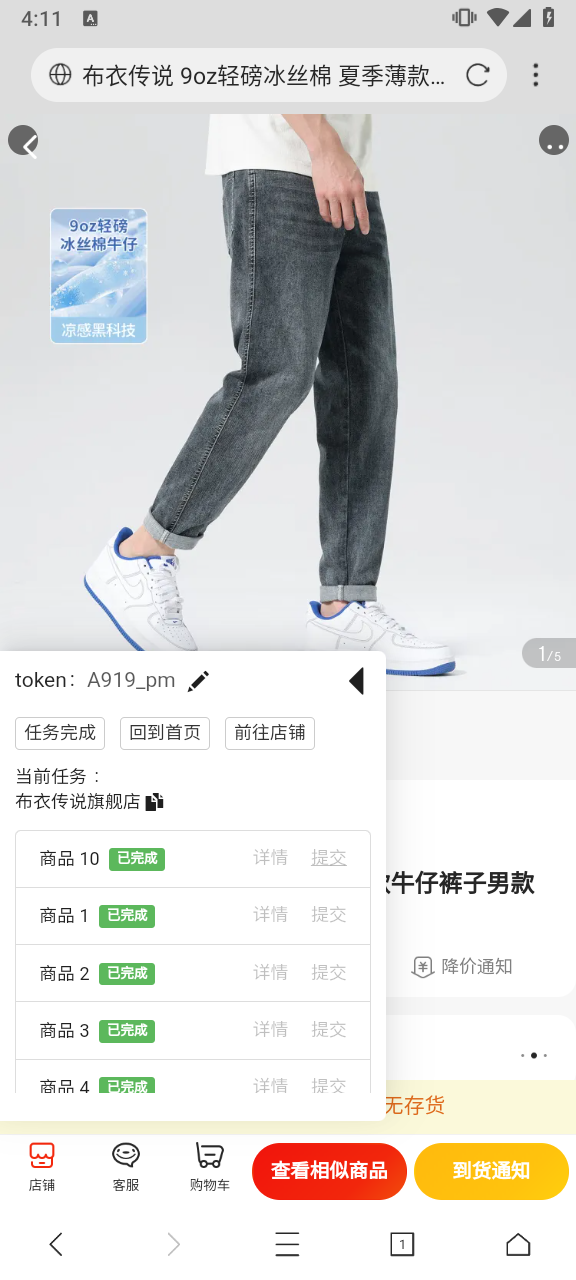 4:11
A
布衣传说 9oz轻磅冰丝棉 夏季薄款...
9oz轻磅
冰丝棉牛仔
凉感黑科技
1/5
token： A919_pm
任务完成 回到首页 前往店铺
当前任务：
布衣传说旗舰店
商品 10 已完成 详情 提交
商品 1 已完成 详情 提交
牛仔裤子男款
商品 2 已完成 详情 提交
降价通知
商品 3 已完成 详情 提交
商品 4 已完成 详情 提交
无存货
店铺 客服 购物车 查看相似商品 到货通知
1